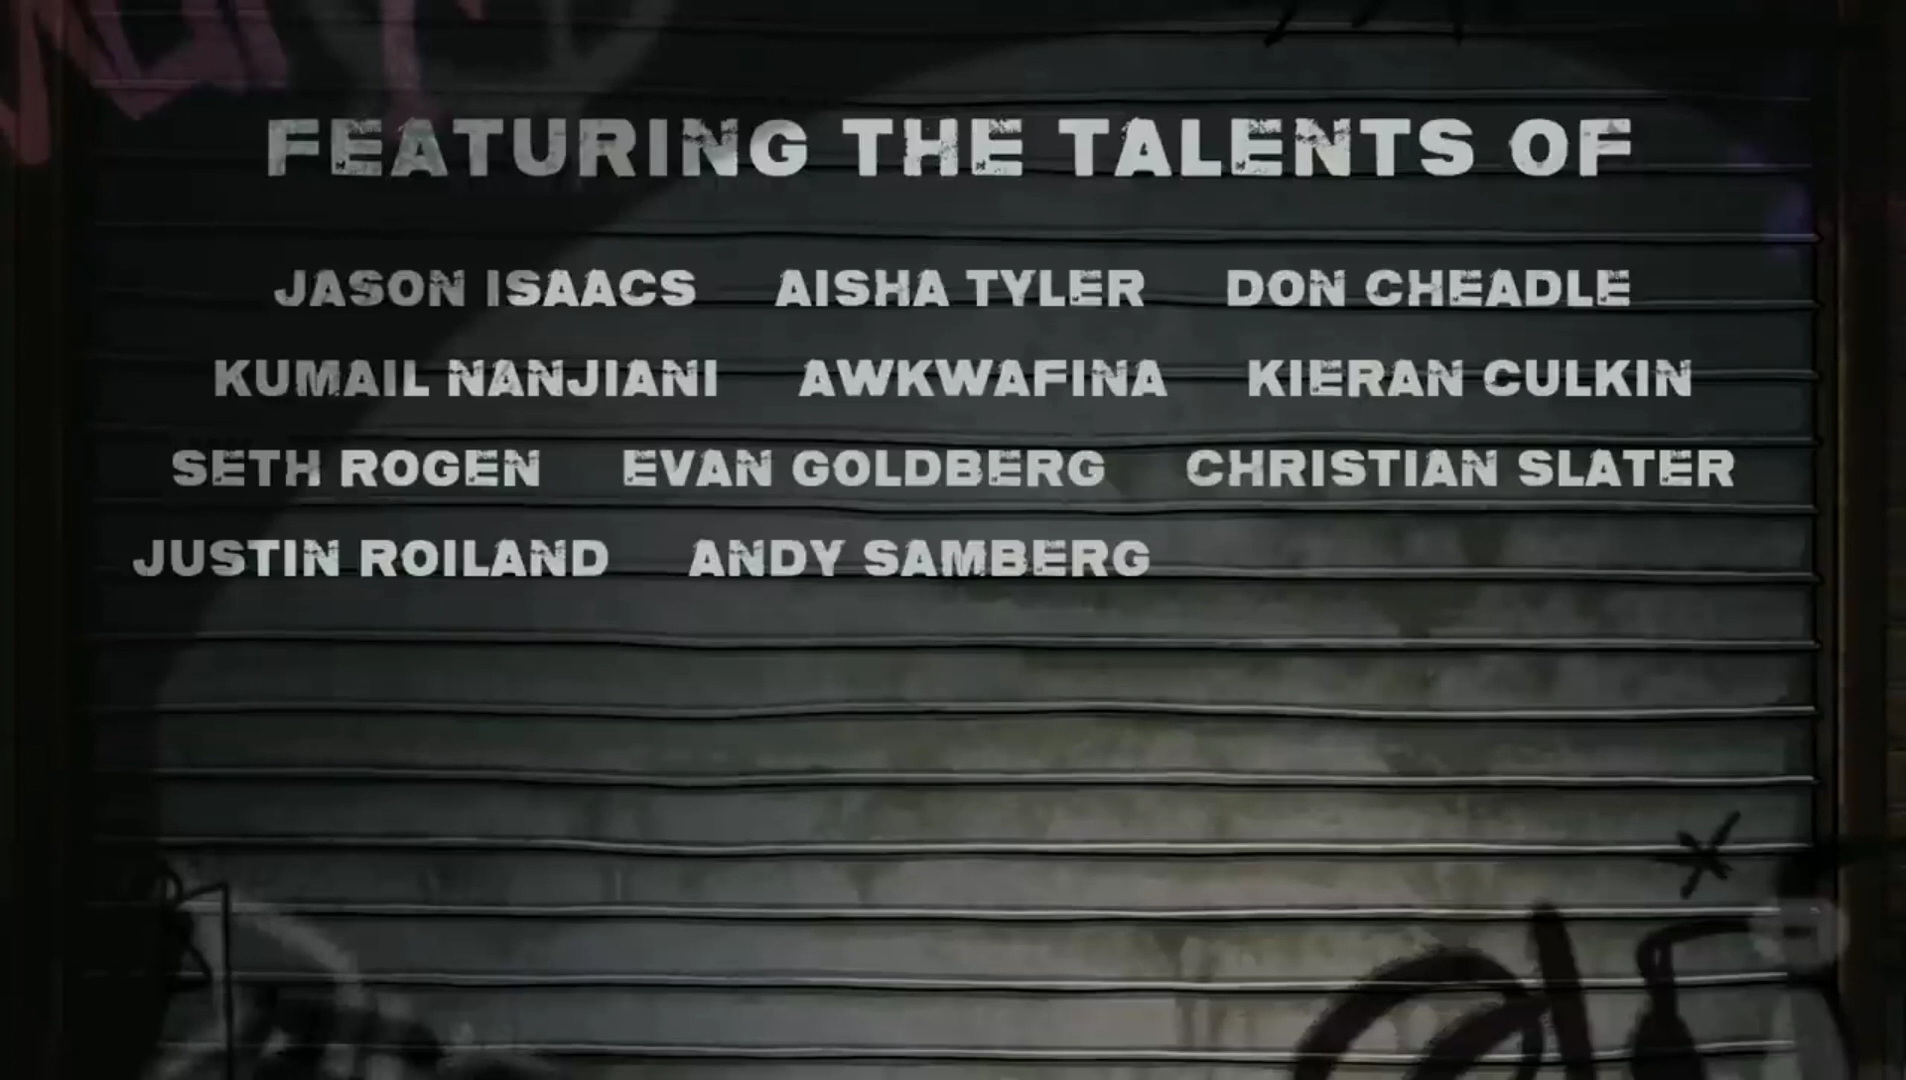 FEATURING THE TALENTS OF
JASON ISAACS AISHA TYLER DON CHEADLE
KUMAIL NANJIANI AWKWAFINA KIERAN CULKIN
SETH ROGEN EVAN GOLDBERG CHRISTIAN SLATER
JUSTIN ROILAND ANDY SAMBERG